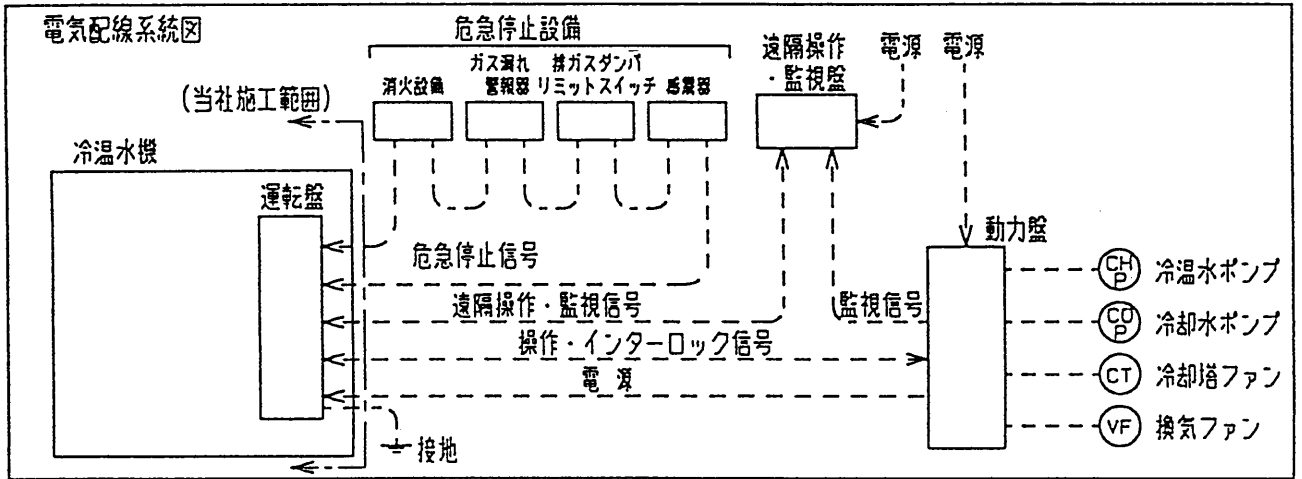 電気配線系統図
危急停止設備
消火設備
ガス漏れ
警報器
排ガスダンパ
リミットスイッチ
感震器
遠隔操作
・監視盤
電源
電源
(当社施工範囲)
冷温水機
運転盤
動力盤
危急停止信号
遠隔操作・監視信号
監視信号
操作・インターロック信号
電源
接地
CH
P
冷温水ポンプ
CO
P
冷却水ポンプ
CT
冷却塔ファン
VF
換気ファン